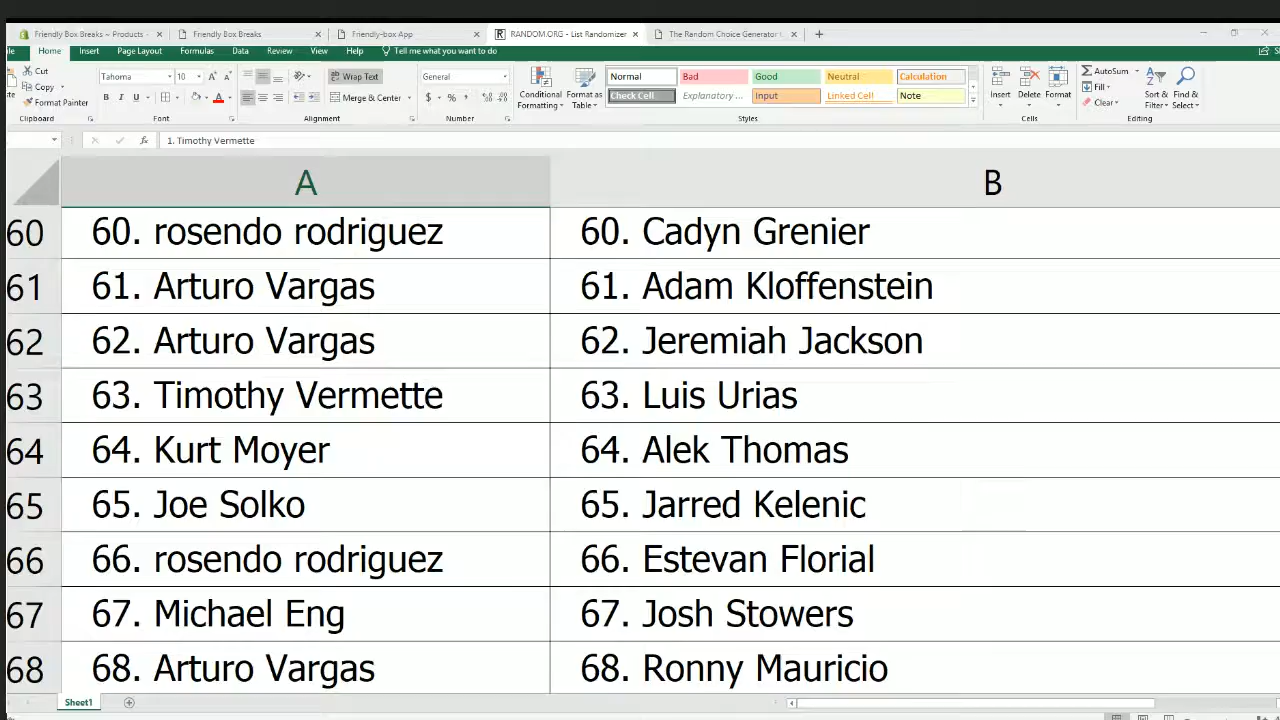 Friendly Box Breaks ~ Products ~
Friendly Box Breaks
Friendly-box App
RANDOM.ORG - List Randomizer
The Random Choice Generator
Home Insert Page Layout Formulas Data Review View Help Tell me what you want to do
Cut
Copy
Format Painter
Clipboard
Tahoma 10
B I U
Font
Wrap Text
Merge & Center
Alignment
General
$ % ,
Number
Conditional Formatting
Format as Table
Normal Bad Good Neutral Calculation
Check Cell Explanatory ... Input Linked Cell Note
Styles
Insert Delete Format
Cells
AutoSum
Fill
Clear
Sort & Filter
Find & Select
Editing
fx 1. Timothy Vermette
A B
60 60. rosendo rodriguez 60. Cadyn Grenier
61 61. Arturo Vargas 61. Adam Kloffenstein
62 62. Arturo Vargas 62. Jeremiah Jackson
63 63. Timothy Vermette 63. Luis Urias
64 64. Kurt Moyer 64. Alek Thomas
65 65. Joe Solko 65. Jarred Kelenic
66 66. rosendo rodriguez 66. Estevan Florial
67 67. Michael Eng 67. Josh Stowers
68 68. Arturo Vargas 68. Ronny Mauricio
Sheet1